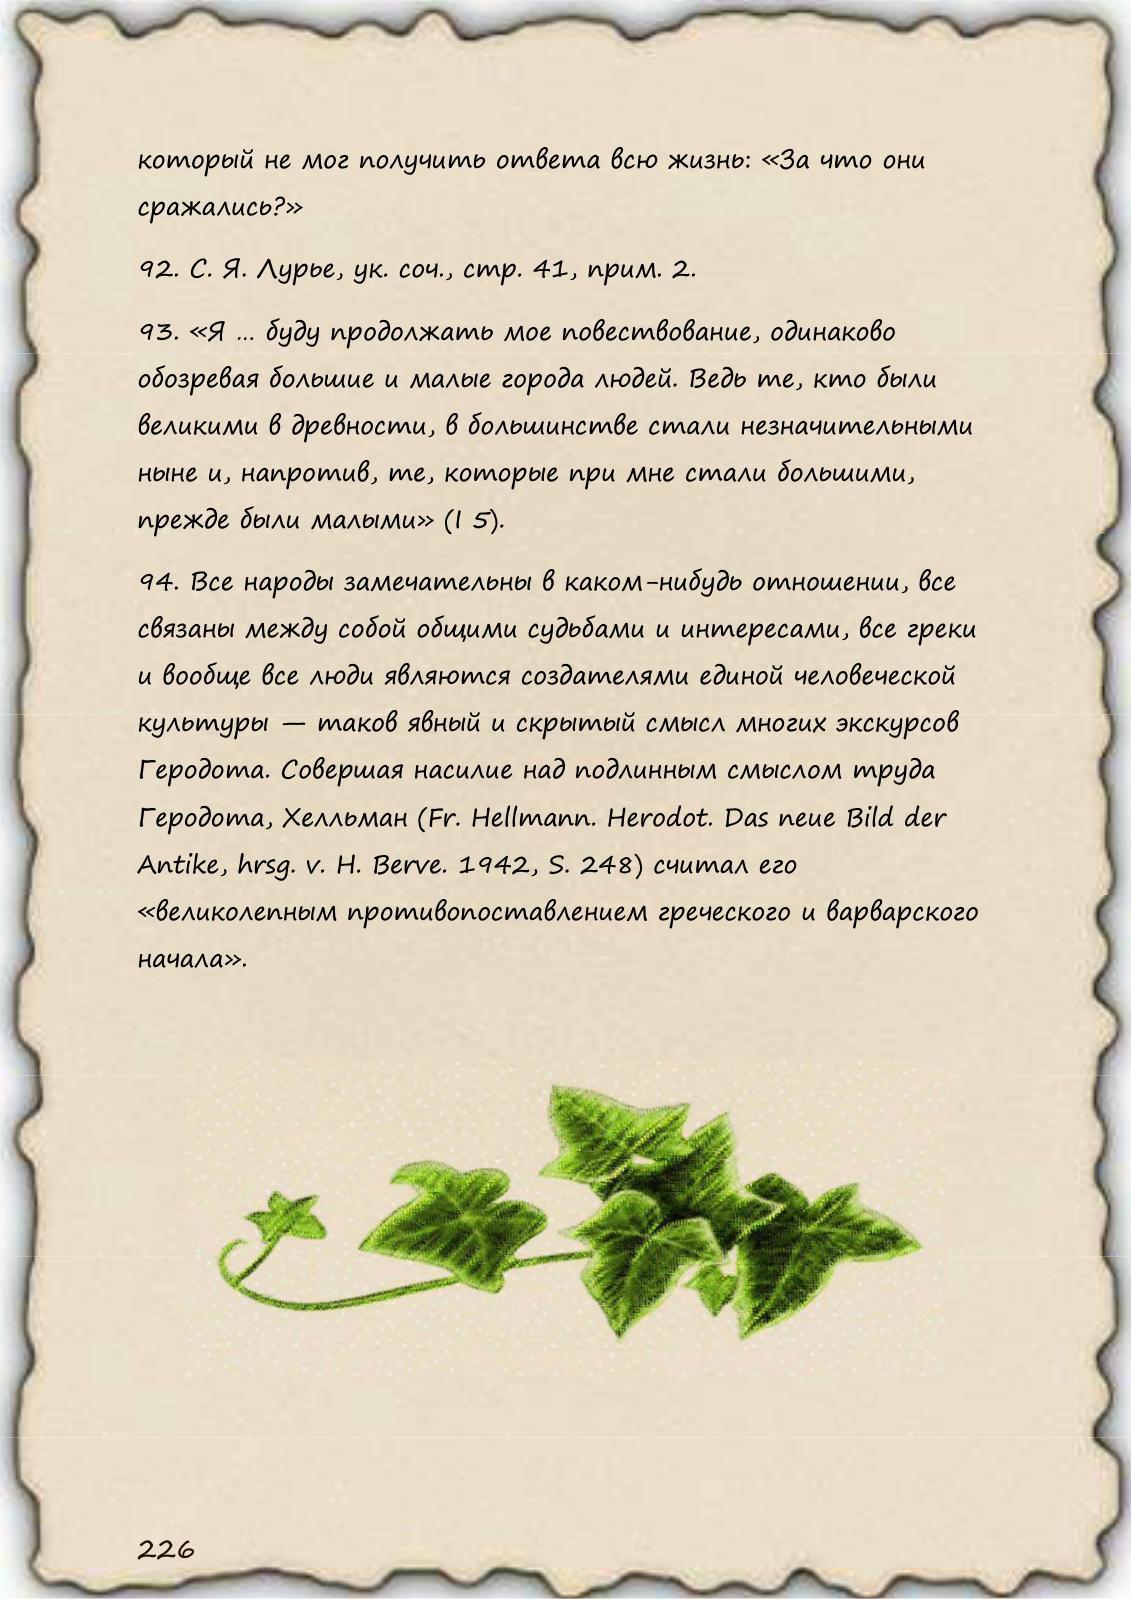 который не мог получить ответа всю жизнь: «За что они
сражались?»
92. С. Я. Лурье, ук. соч., стр. 41, прим. 2.
93. «Я ... буду продолжать мое повествование, одинаково
обозревая большие и малые города людей. Ведь те, кто были
великими в древности, в большинстве стали незначительными
ныне и, напротив, те, которые при мне стали большими,
прежде были малыми» (I 5).
94. Все народы замечательны в каком-нибудь отношении, все
связаны между собой общими судьбами и интересами, все греки
и вообще все люди являются создателями единой человеческой
культуры — таков явный и скрытый смысл многих экскурсов
Геродота. Совершая насилие над подлинным смыслом труда
Геродота, Хелльман (Fr. Hellmann. Herodot. Das neue Bild der
Antike, hrsg. v. H. Berve. 1942, S. 248) считал его
«великолепным противопоставлением греческого и варварского
начала».
226